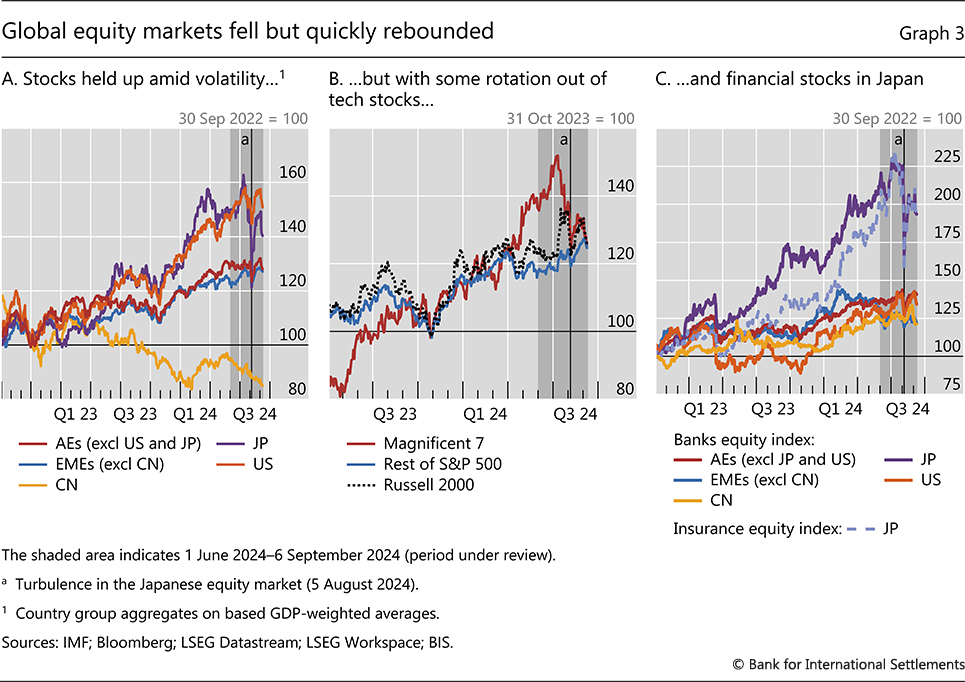 Global equity markets fell but quickly rebounded
Graph 3
A. Stocks held up amid volatility…1
30 Sep 2022 = 100
a
160
140
120
100
80
Q1 23 Q3 23 Q1 24 Q3 24
AEs (excl US and JP)
EMEs (excl CN)
CN
JP
US
B. …but with some rotation out of
tech stocks…
31 Oct 2023 = 100
a
140
120
100
80
Q3 23 Q1 24 Q3 24
Magnificent 7
Rest of S&P 500
Russell 2000
C. …and financial stocks in Japan
30 Sep 2022 = 100
a
225
200
175
150
125
100
75
Q1 23 Q3 23 Q1 24 Q3 24
Banks equity index:
AEs (excl JP and US)
EMEs (excl CN)
CN
JP
US
Insurance equity index: JP
The shaded area indicates 1 June 2024–6 September 2024 (period under review).
a Turbulence in the Japanese equity market (5 August 2024).
1 Country group aggregates on based GDP-weighted averages.
Sources: IMF; Bloomberg; LSEG Datastream; LSEG Workspace; BIS.
© Bank for International Settlements